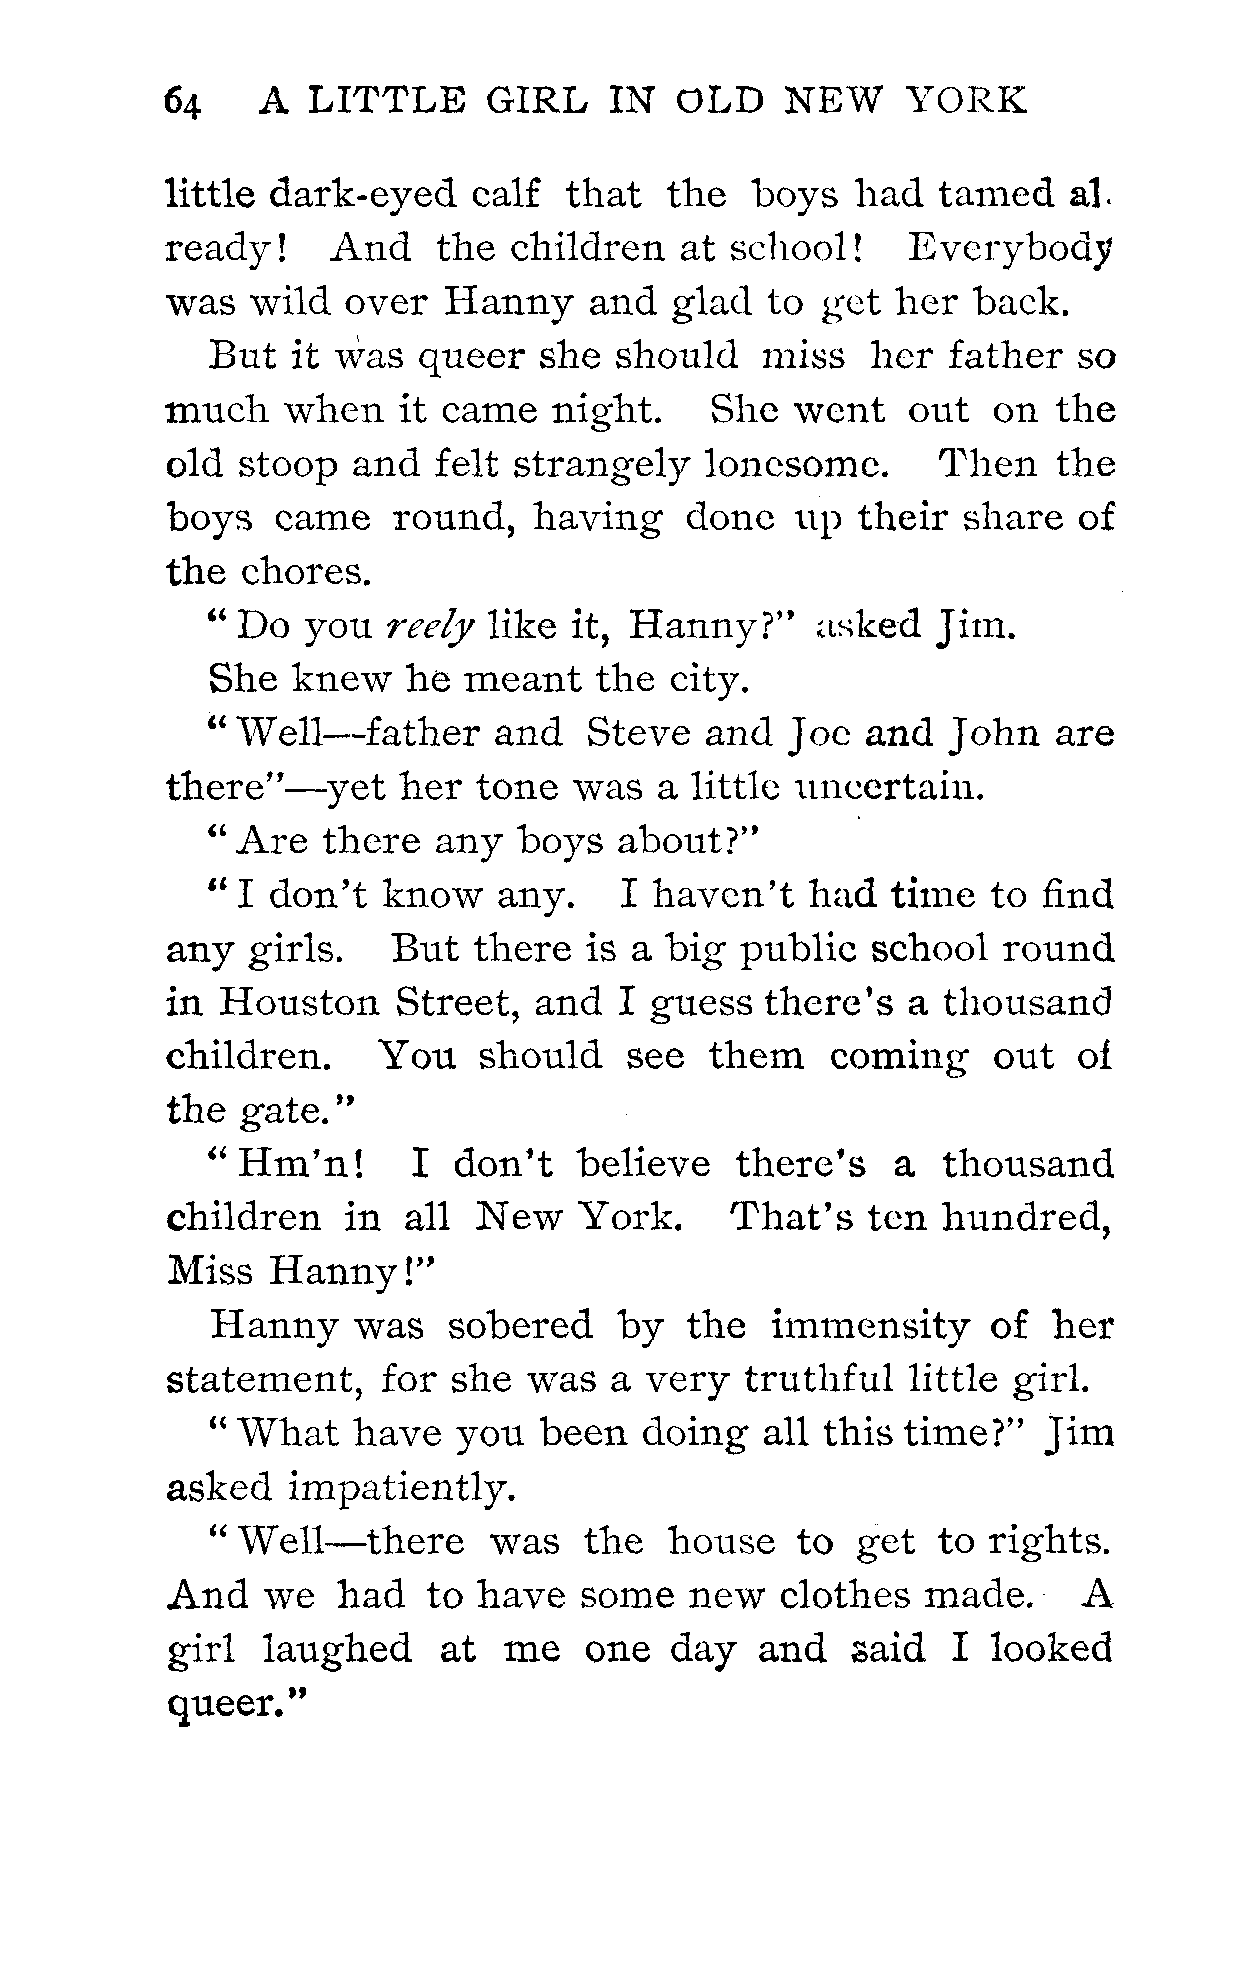 64 A LITTLE GIRL IN OLD NEW YORK
little dark-eyed calf that the boys had tamed al-
ready! And the children at school! Everybody
was wild over Hanny and glad to get her back.
But it was queer she should miss her father so
much when it came night. She went out on the
old stoop and felt strangely lonesome. Then the
boys came round, having done up their share of
the chores.
"Do you reely like it, Hanny?" asked Jim.
She knew he meant the city.
"Well—father and Steve and Joe and John are
there"—yet her tone was a little uncertain.
"Are there any boys about?"
"I don't know any. I haven't had time to find
any girls. But there is a big public school round
in Houston Street, and I guess there's a thousand
children. You should see them coming out of
the gate."
"Hm'n! I don't believe there's a thousand
children in all New York. That's ten hundred,
Miss Hanny!"
Hanny was sobered by the immensity of her
statement, for she was a very truthful little girl.
"What have you been doing all this time?" Jim
asked impatiently.
"Well—there was the house to get to rights.
And we had to have some new clothes made. A
girl laughed at me one day and said I looked
queer."